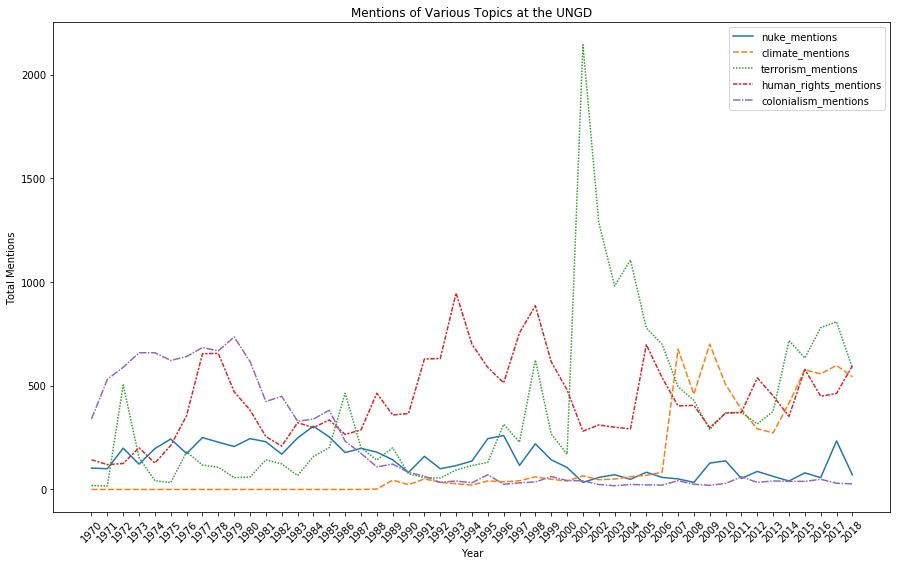 Mentions of Various Topics at the UNGD
nuke_mentions
climate_mentions
terrorism_mentions
human_rights_mentions
colonialism_mentions
Total Mentions
2000
1500
1000
500
0
1970 1971 1972 1973 1974 1975 1976 1977 1978 1979 1980 1981 1982 1983 1984 1985 1986 1987 1988 1989 1990 1991 1992 1993 1994 1995 1996 1997 1998 1999 2000 2001 2002 2003 2004 2005 2006 2007 2008 2009 2010 2011 2012 2013 2014 2015 2016 2017 2018
Year